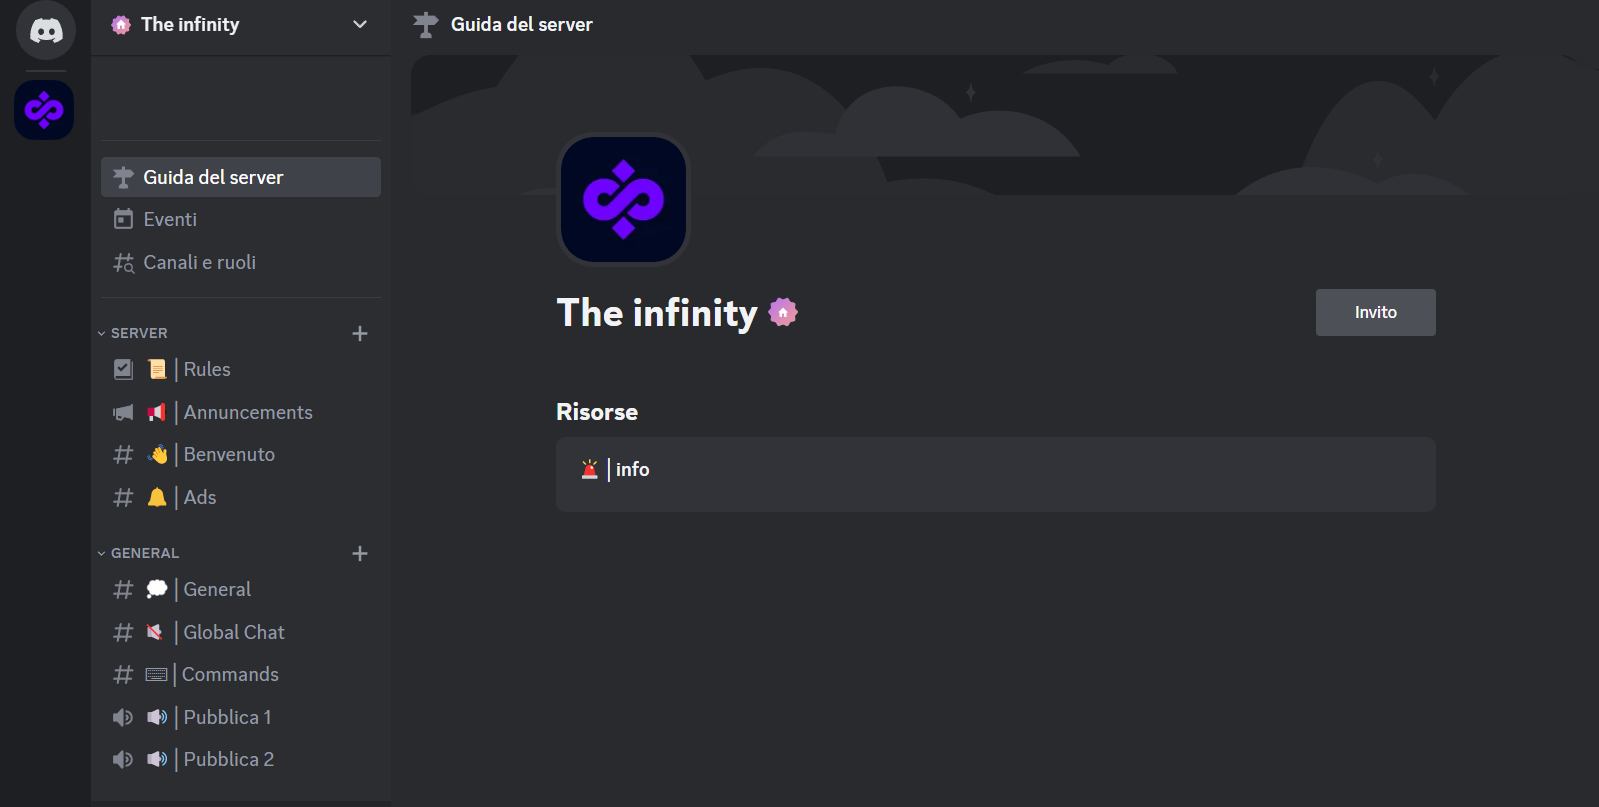 The infinity
Guida del server
Eventi
Canali e ruoli
SERVER
📜 | Rules
📢 | Annuncements
👋 | Benvenuto
🔔 | Ads
GENERAL
💭 | General
🔇 | Global Chat
⌨ | Commands
🔊 | Pubblica 1
🔊 | Pubblica 2
Guida del server
The infinity
Invito
Risorse
🚨 | info